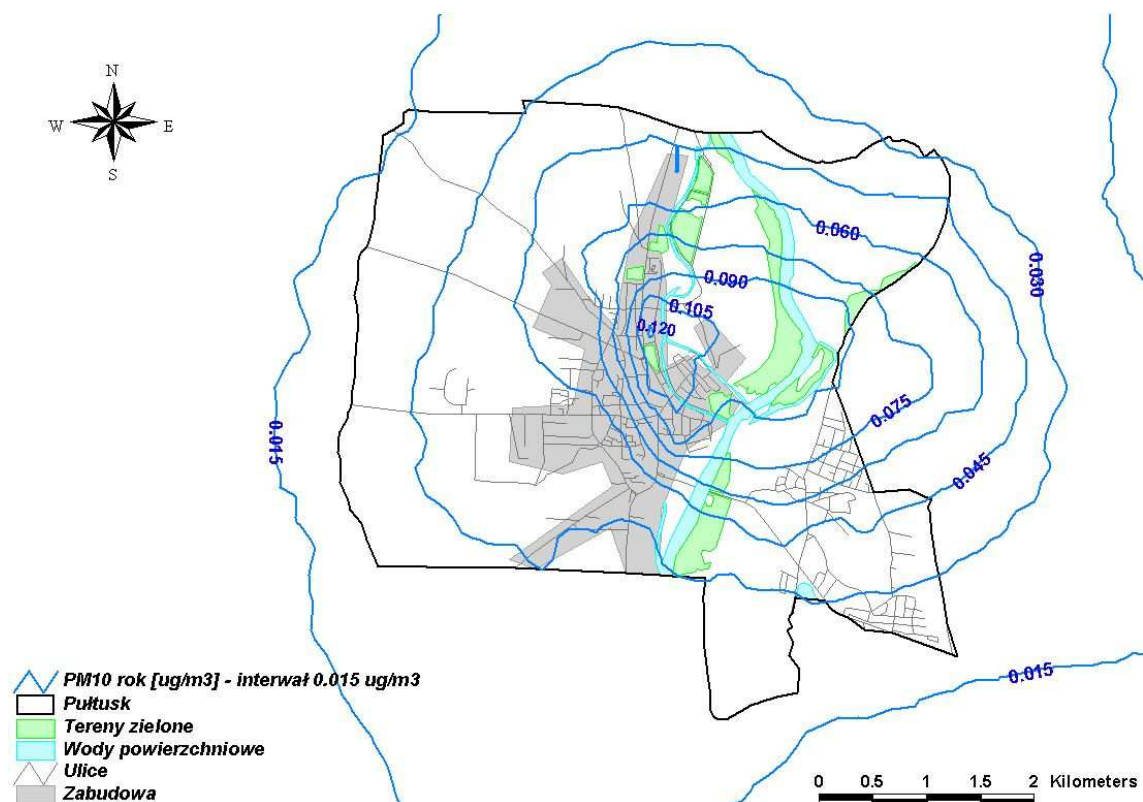 N
W E
S
0.060
0.030
0.090
0.105
0.120
0.075
0.015
0.045
0.015
PM10 rok [ug/m3] - interwał 0.015 ug/m3
Pułtusk
Tereny zielone
Wody powierzchniowe
Ulice
Zabudowa
0 0.5 1 1.5 2 Kilometers